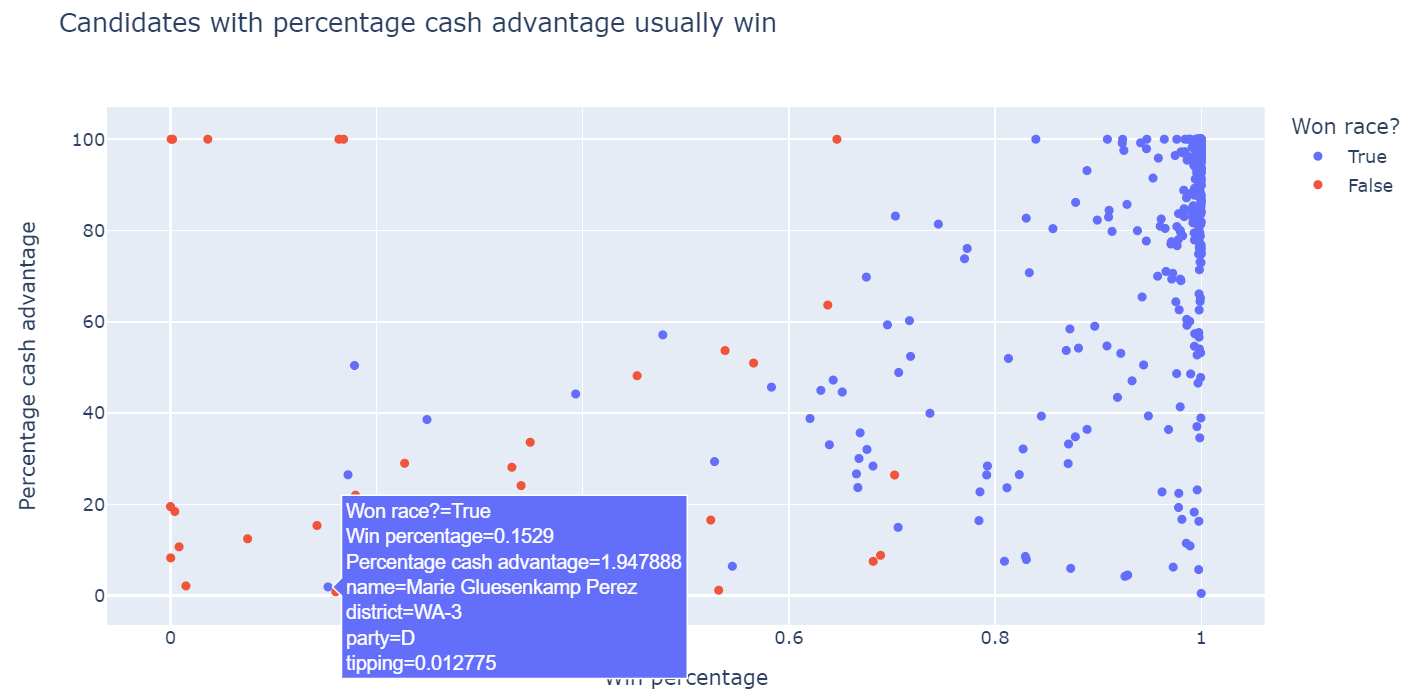 Candidates with percentage cash advantage usually win
Won race?
True
False
Percentage cash advantage
100
80
60
40
20
0
Won race?=True
Win percentage=0.1529
Percentage cash advantage=1.947888
name=Marie Gluesenkamp Perez
district=WA-3
party=D
tipping=0.012775
0
0.6
0.8
1
Win percentage